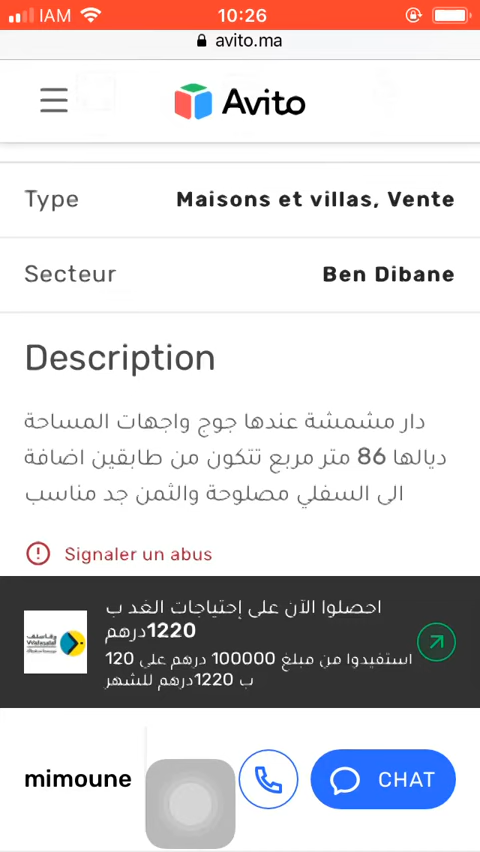 IAM
10:26
avito.ma
Avito
Type
Maisons et villas, Vente
Secteur
Ben Dibane
Description
دار مشمشة عندها جوج واجهات المساحة
ديالها 86 متر مربع تتكون من طابقين اضافة
الى السفلي مصلوحة والثمن جد مناسب
Signaler un abus
احصلوا الآن على إحتياجات الغد ب
1220درهم
استفيدوا من مبلغ 100000 درهم على 120
ب 1220درهم للشهر
وفاسلف
Wafasalaf
mimoune
CHAT